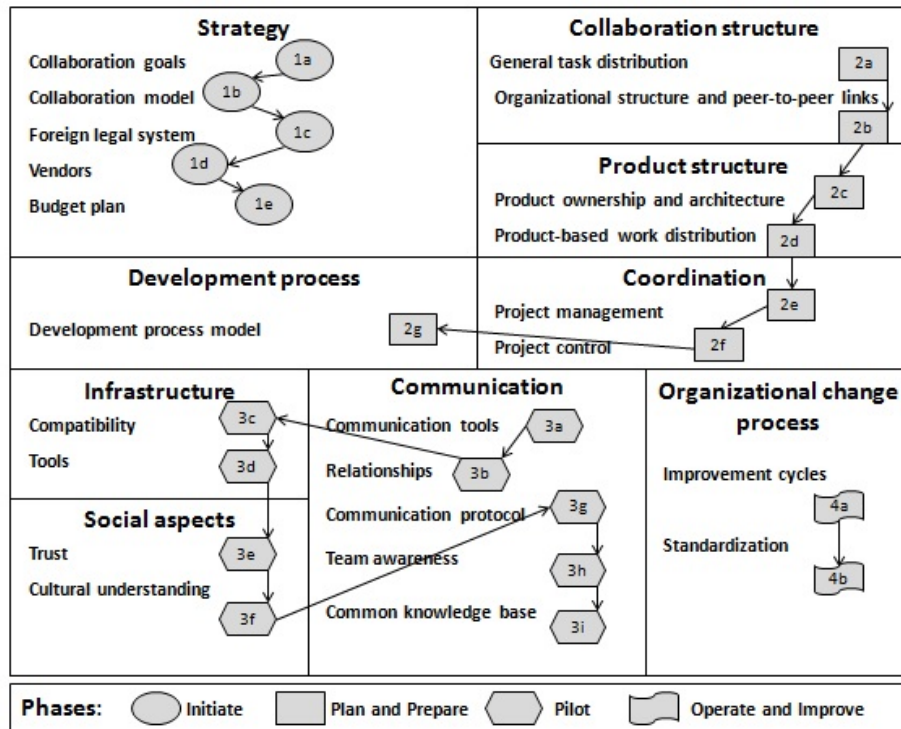 Strategy
Collaboration goals
1a
Collaboration model
1b
Foreign legal system
1c
Vendors
1d
Budget plan
1e
Collaboration structure
General task distribution
2a
Organizational structure and peer-to-peer links
2b
Product structure
Product ownership and architecture
2c
Product-based work distribution
2d
Development process
Development process model
2g
Coordination
Project management
2e
Project control
2f
Infrastructure
Compatibility
3c
Tools
3d
Social aspects
Trust
3e
Cultural understanding
3f
Communication
Communication tools
3a
Relationships
3b
Communication protocol
3g
Team awareness
3h
Common knowledge base
3i
Organizational change
process
Improvement cycles
4a
Standardization
4b
Phases: Initiate Plan and Prepare Pilot Operate and Improve